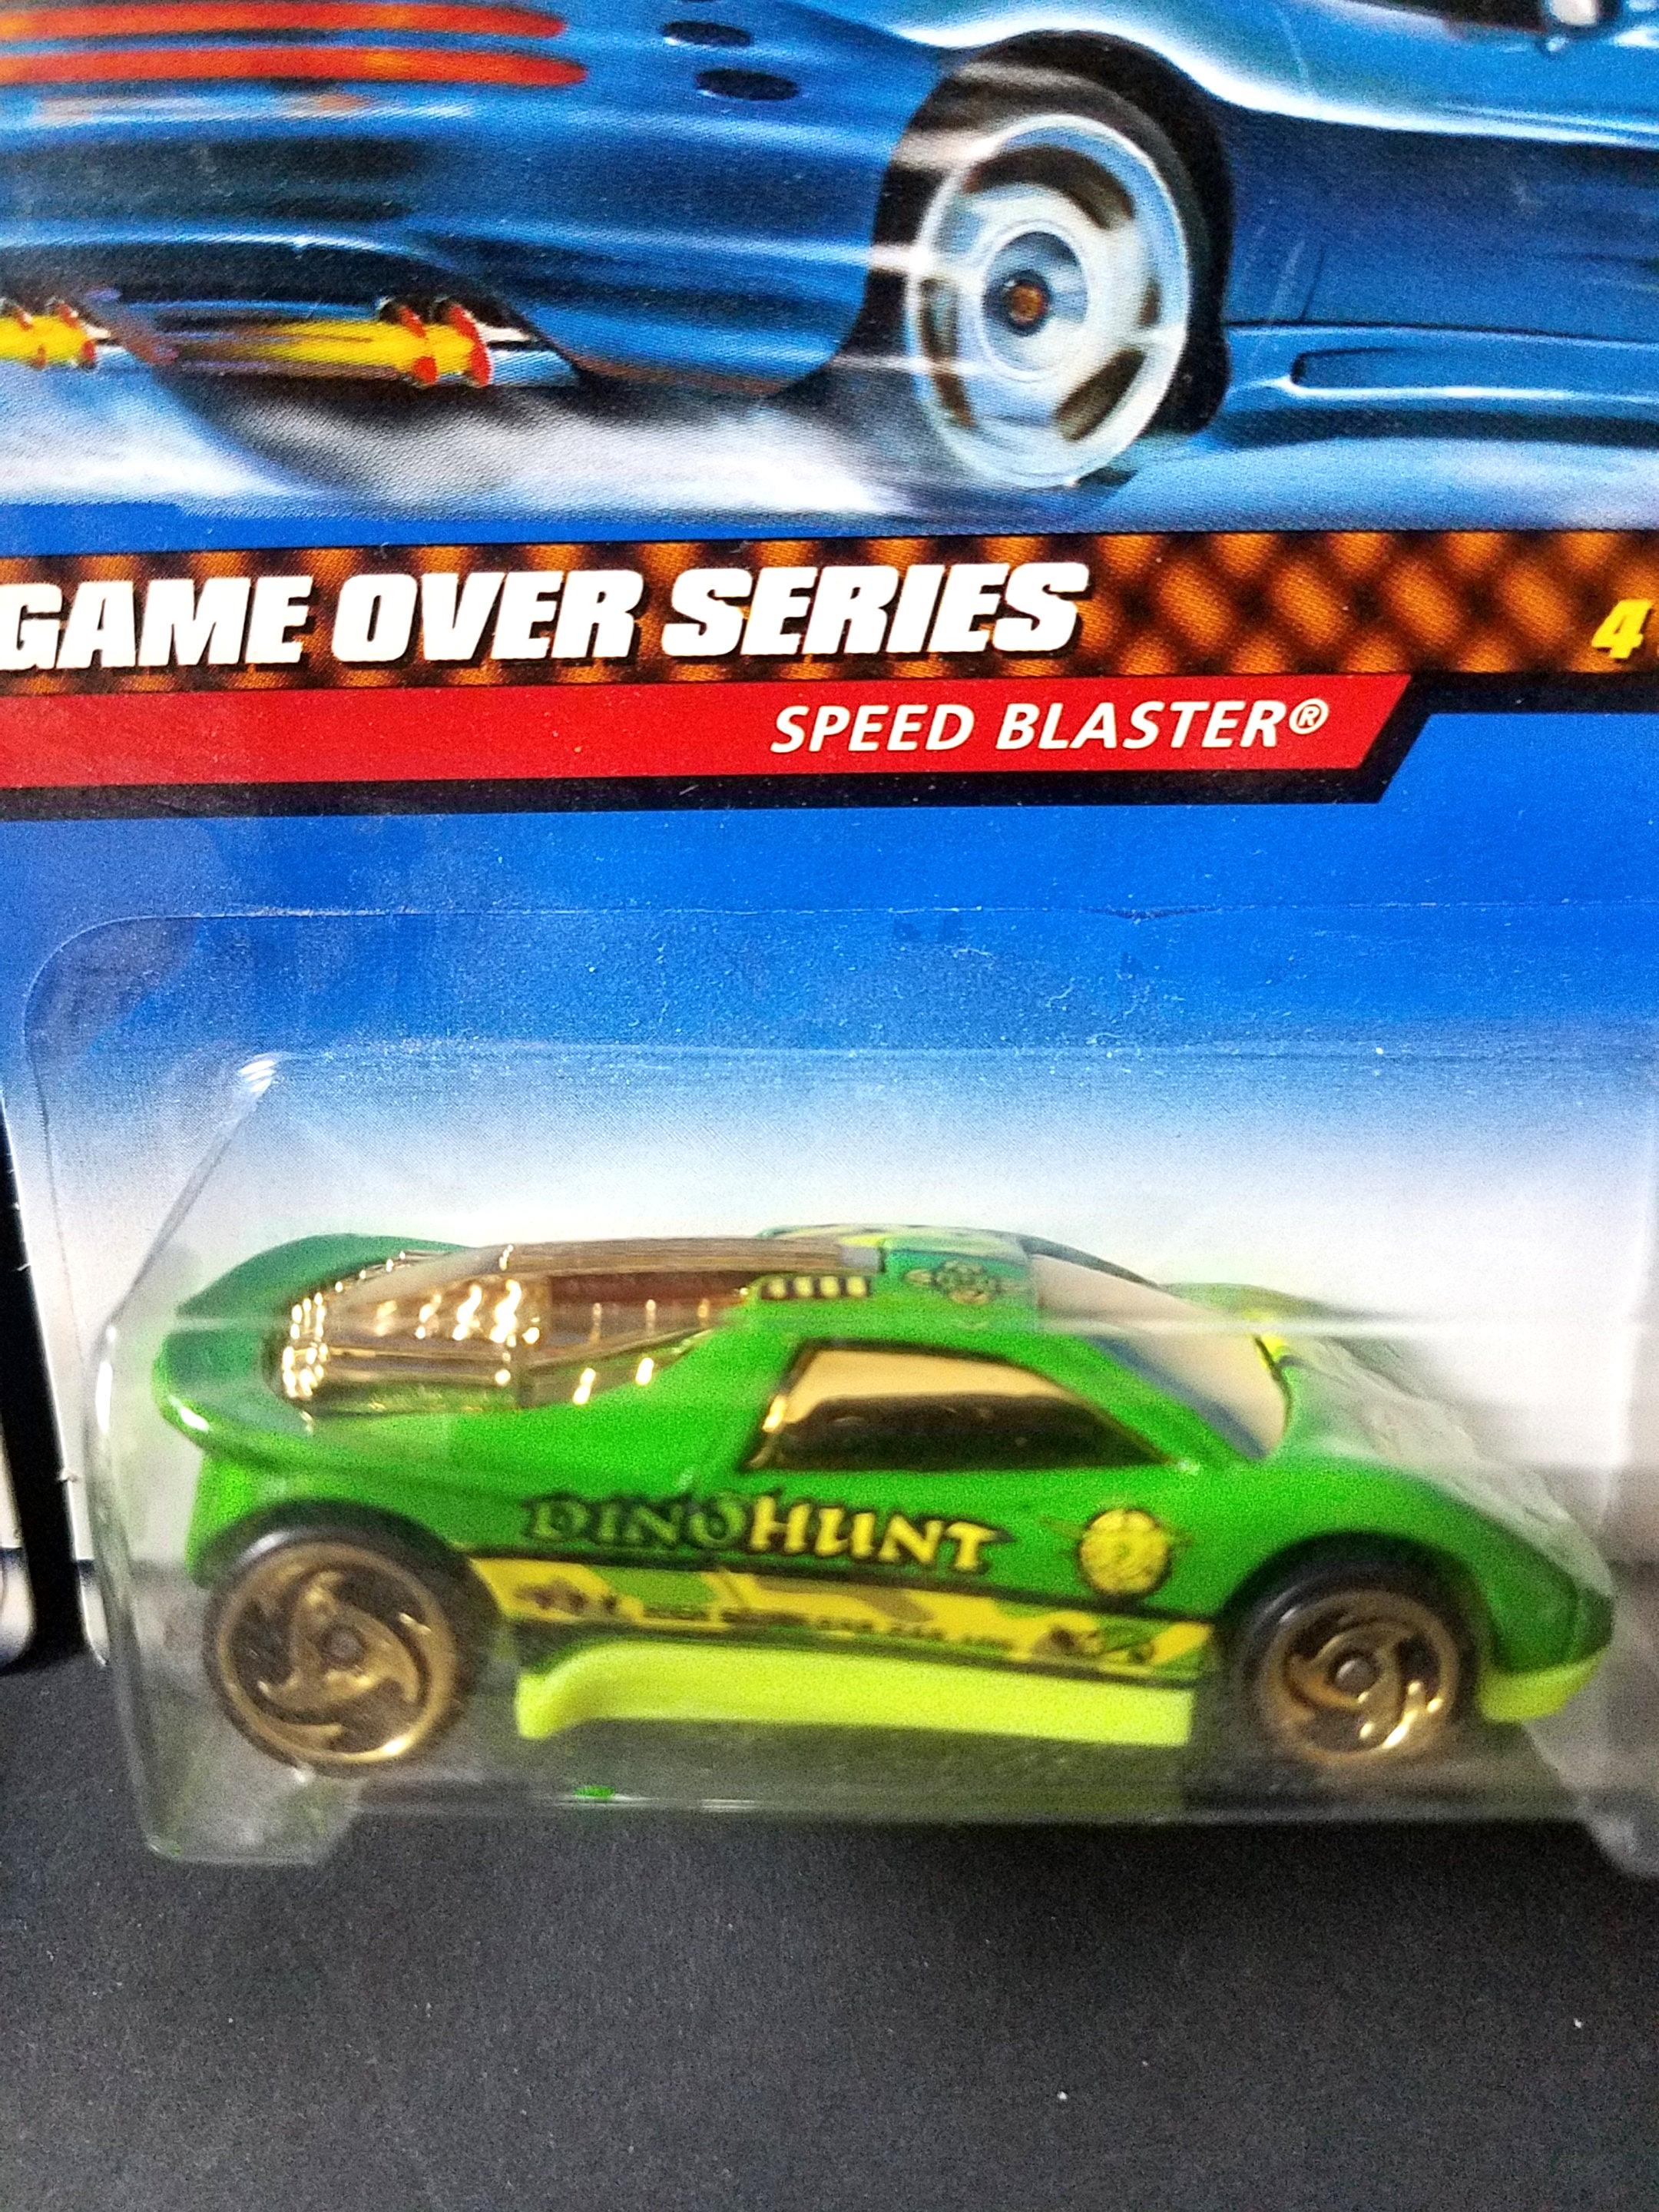 GAME OVER SERIES
4
SPEED BLASTER®
DINOHUNT